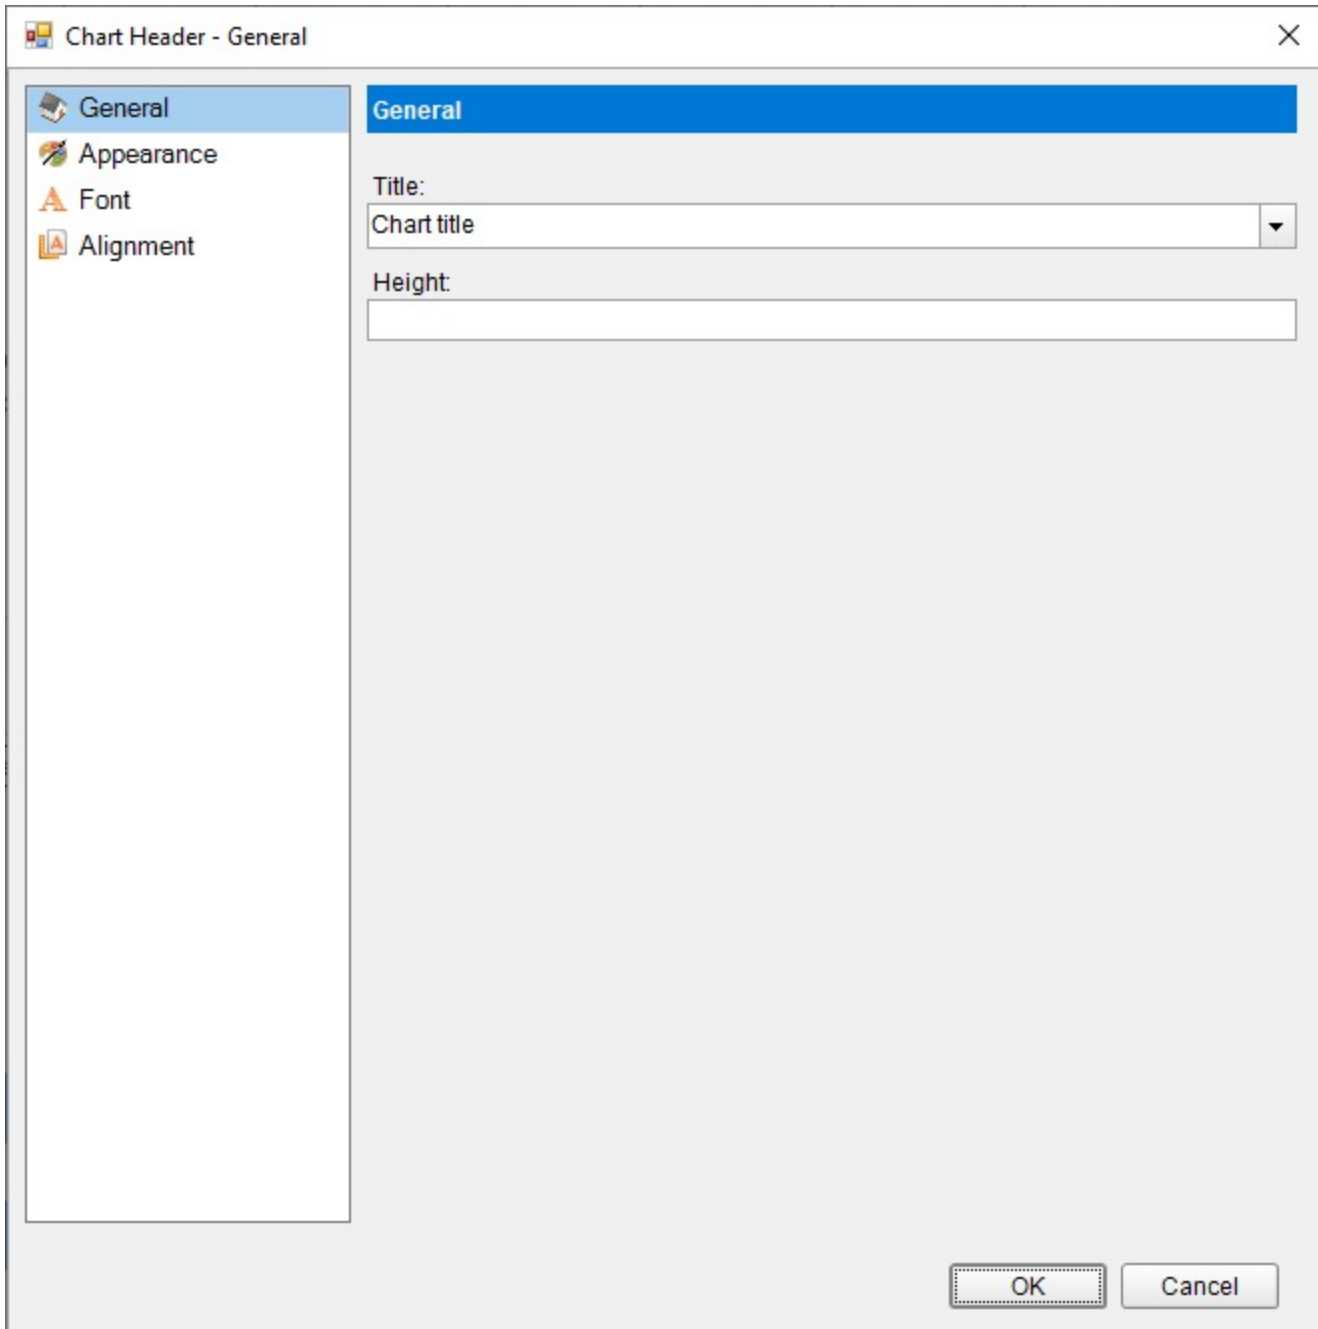 Chart Header - General
General
Appearance
Font
Alignment
General
Title:
Chart title
Height:
OK
Cancel